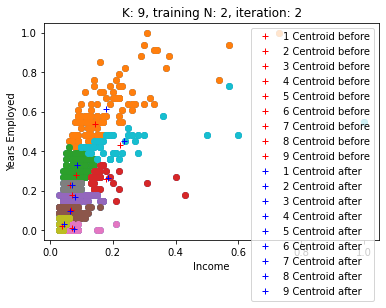 K: 9, training N: 2, iteration: 2
1.0
0.8
0.6
0.4
0.2
0.0
Years Employed
0.0 0.2 0.4 0.6 0.8 1.0
Income
1 Centroid before
2 Centroid before
3 Centroid before
4 Centroid before
5 Centroid before
6 Centroid before
7 Centroid before
8 Centroid before
9 Centroid before
1 Centroid after
2 Centroid after
3 Centroid after
4 Centroid after
5 Centroid after
6 Centroid after
7 Centroid after
8 Centroid after
9 Centroid after